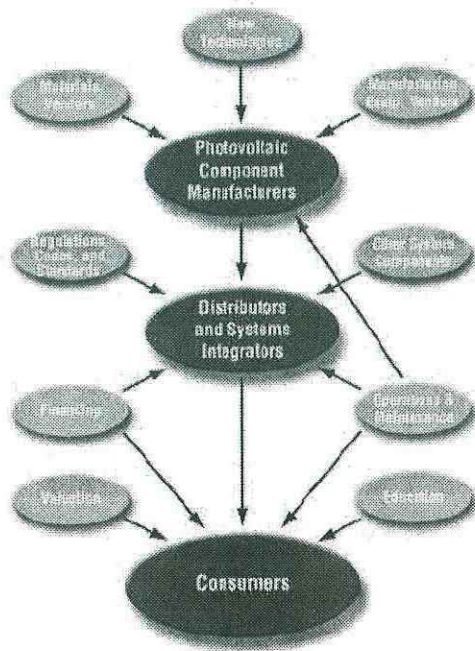 New
Technologies
Materials
Vendors
Manufacturing
Equip. Vendors
Photovoltaic
Component
Manufacturers
Regulations,
Codes, and
Standards
Other System
Components
Distributors
and Systems
Integrators
Financing
Operations &
Maintenance
Valuation
Education
Consumers